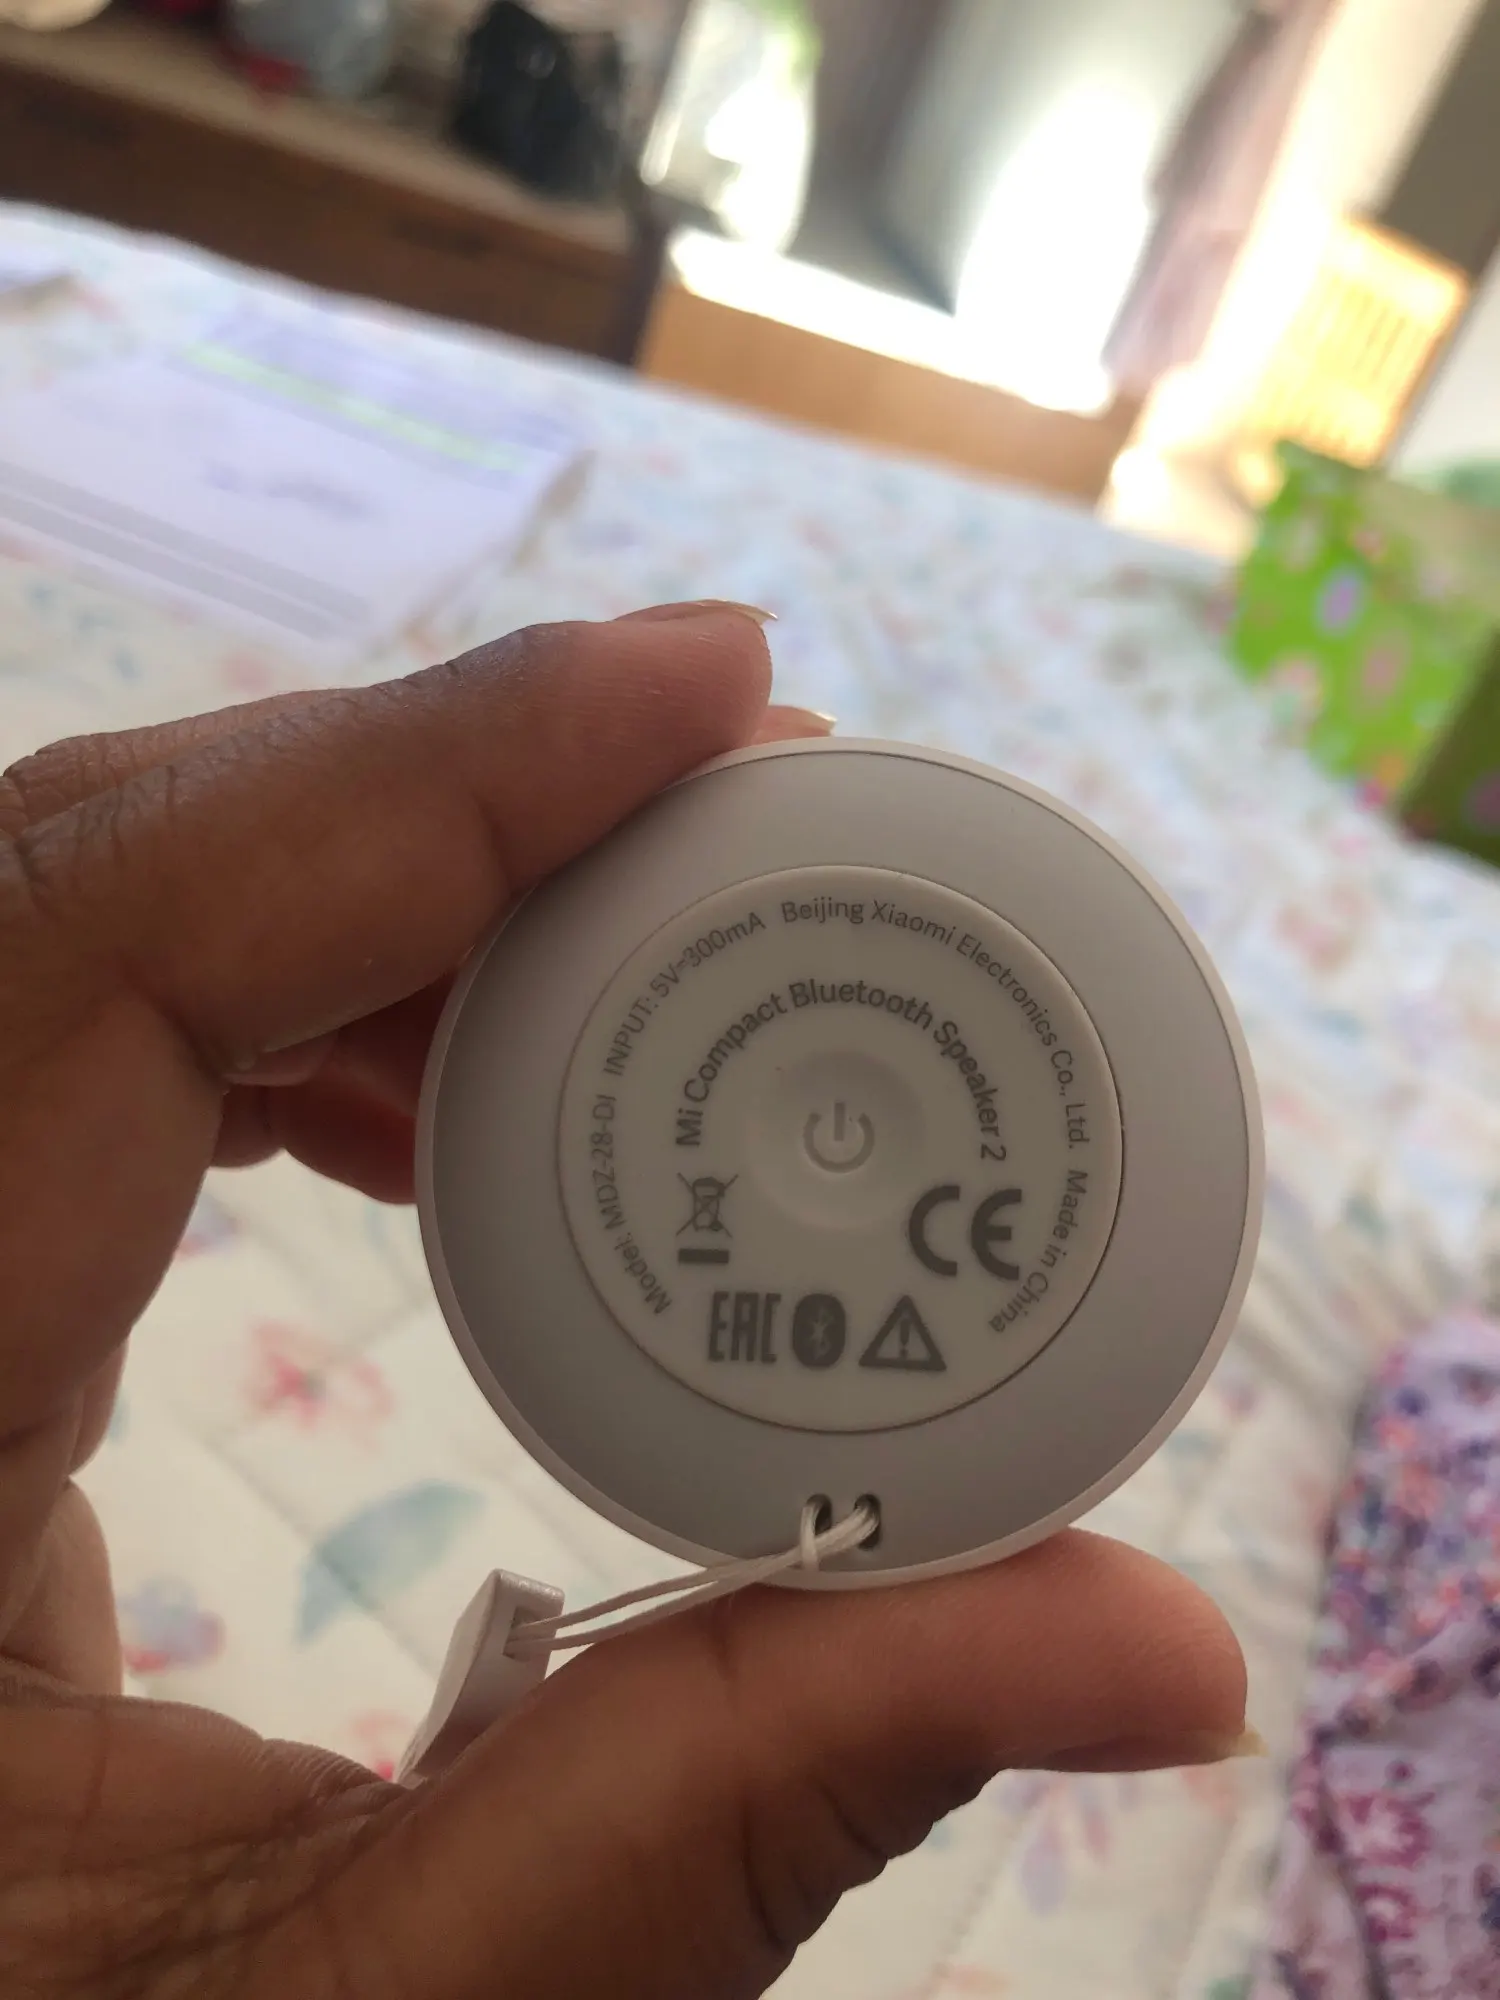 Model: MDZ-28-DI INPUT: 5V⎓300mA Beijing Xiaomi Electronics Co., Ltd. Made in China
Mi Compact Bluetooth Speaker 2
CE
EAC